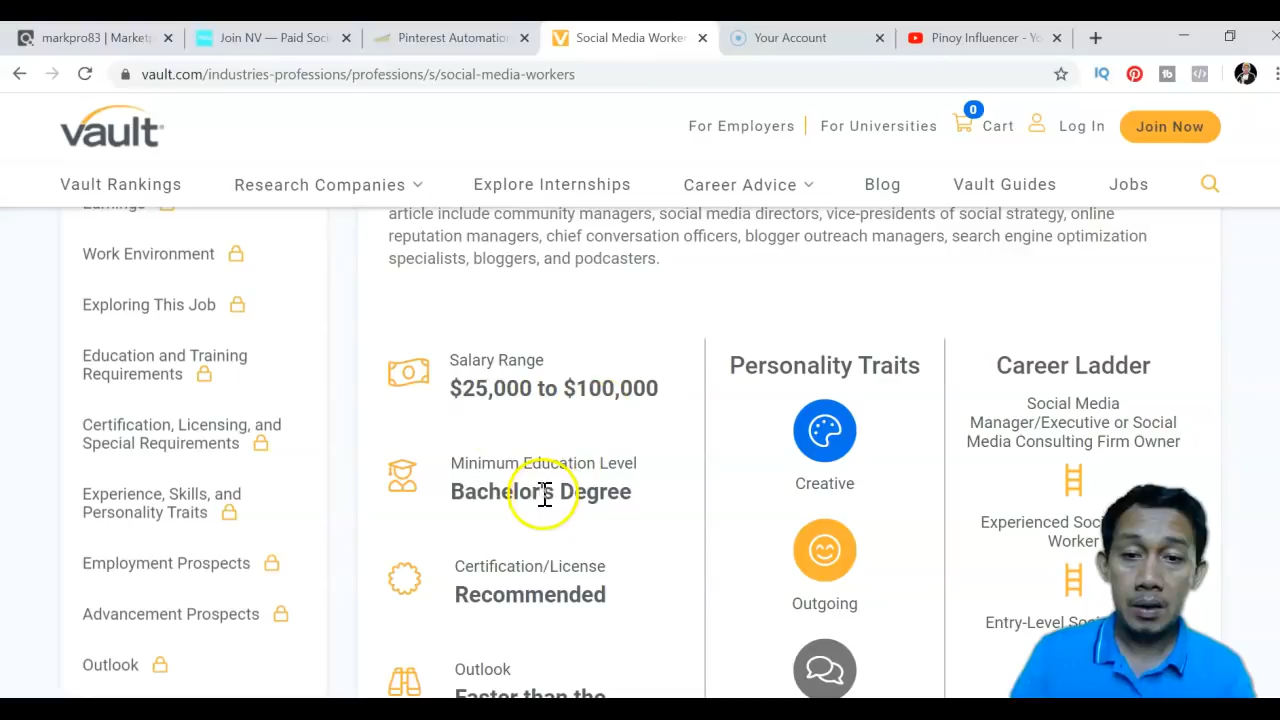 markpro83 | Marketp
Join NV — Paid Soci
Pinterest Automation
Social Media Worke
Your Account
Pinoy Influencer - Yo
vault.com/industries-professions/professions/s/social-media-workers
vault
For Employers
For Universities
0
Cart
Log In
Join Now
Vault Rankings
Research Companies
Explore Internships
Career Advice
Blog
Vault Guides
Jobs
Earnings
Work Environment
Exploring This Job
Education and Training
Requirements
Certification, Licensing, and
Special Requirements
Experience, Skills, and
Personality Traits
Employment Prospects
Advancement Prospects
Outlook
article include community managers, social media directors, vice-presidents of social strategy, online
reputation managers, chief conversation officers, blogger outreach managers, search engine optimization
specialists, bloggers, and podcasters.
Salary Range
$25,000 to $100,000
Minimum Education Level
Bachelor's Degree
Certification/License
Recommended
Outlook
Faster than the
Personality Traits
Creative
Outgoing
Career Ladder
Social Media
Manager/Executive or Social
Media Consulting Firm Owner
Experienced Soc
Worker
Entry-Level Soc